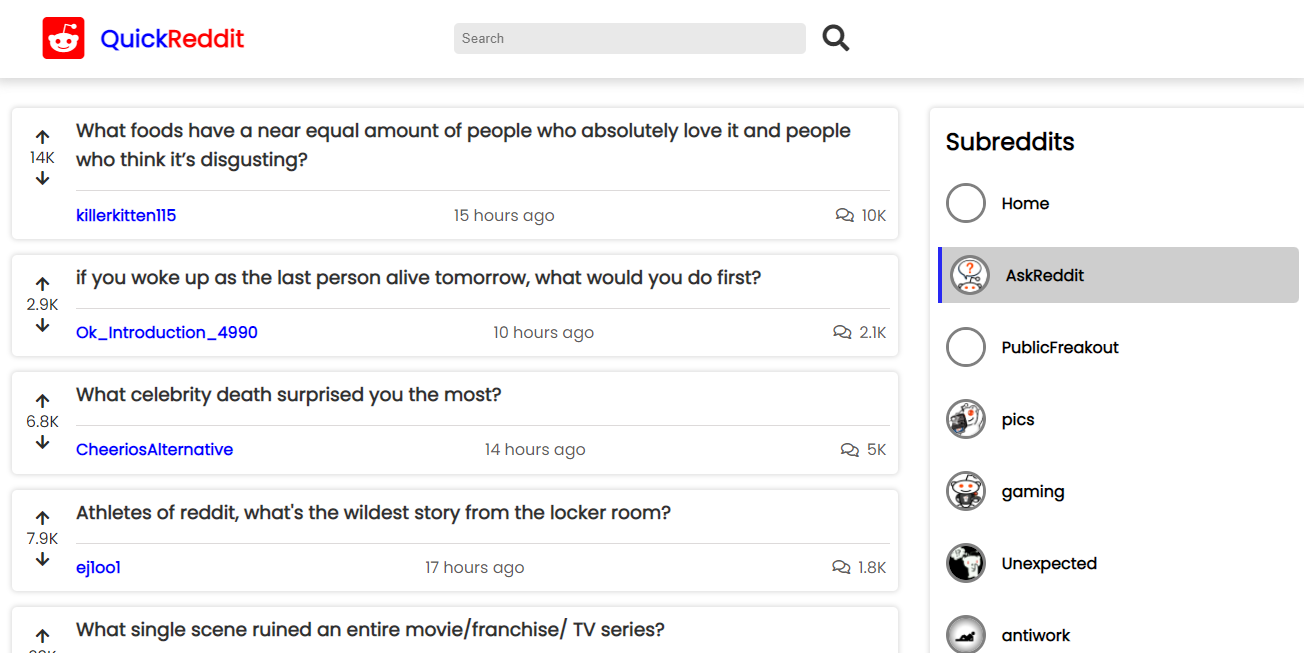 QuickReddit
Search
What foods have a near equal amount of people who absolutely love it and people
who think it’s disgusting?
14K
killerkitten115
15 hours ago
10K
if you woke up as the last person alive tomorrow, what would you do first?
2.9K
Ok_Introduction_4990
10 hours ago
2.1K
What celebrity death surprised you the most?
6.8K
CheeriosAlternative
14 hours ago
5K
Athletes of reddit, what's the wildest story from the locker room?
7.9K
ej1oo1
17 hours ago
1.8K
What single scene ruined an entire movie/franchise/ TV series?
Subreddits
Home
AskReddit
PublicFreakout
pics
gaming
Unexpected
antiwork